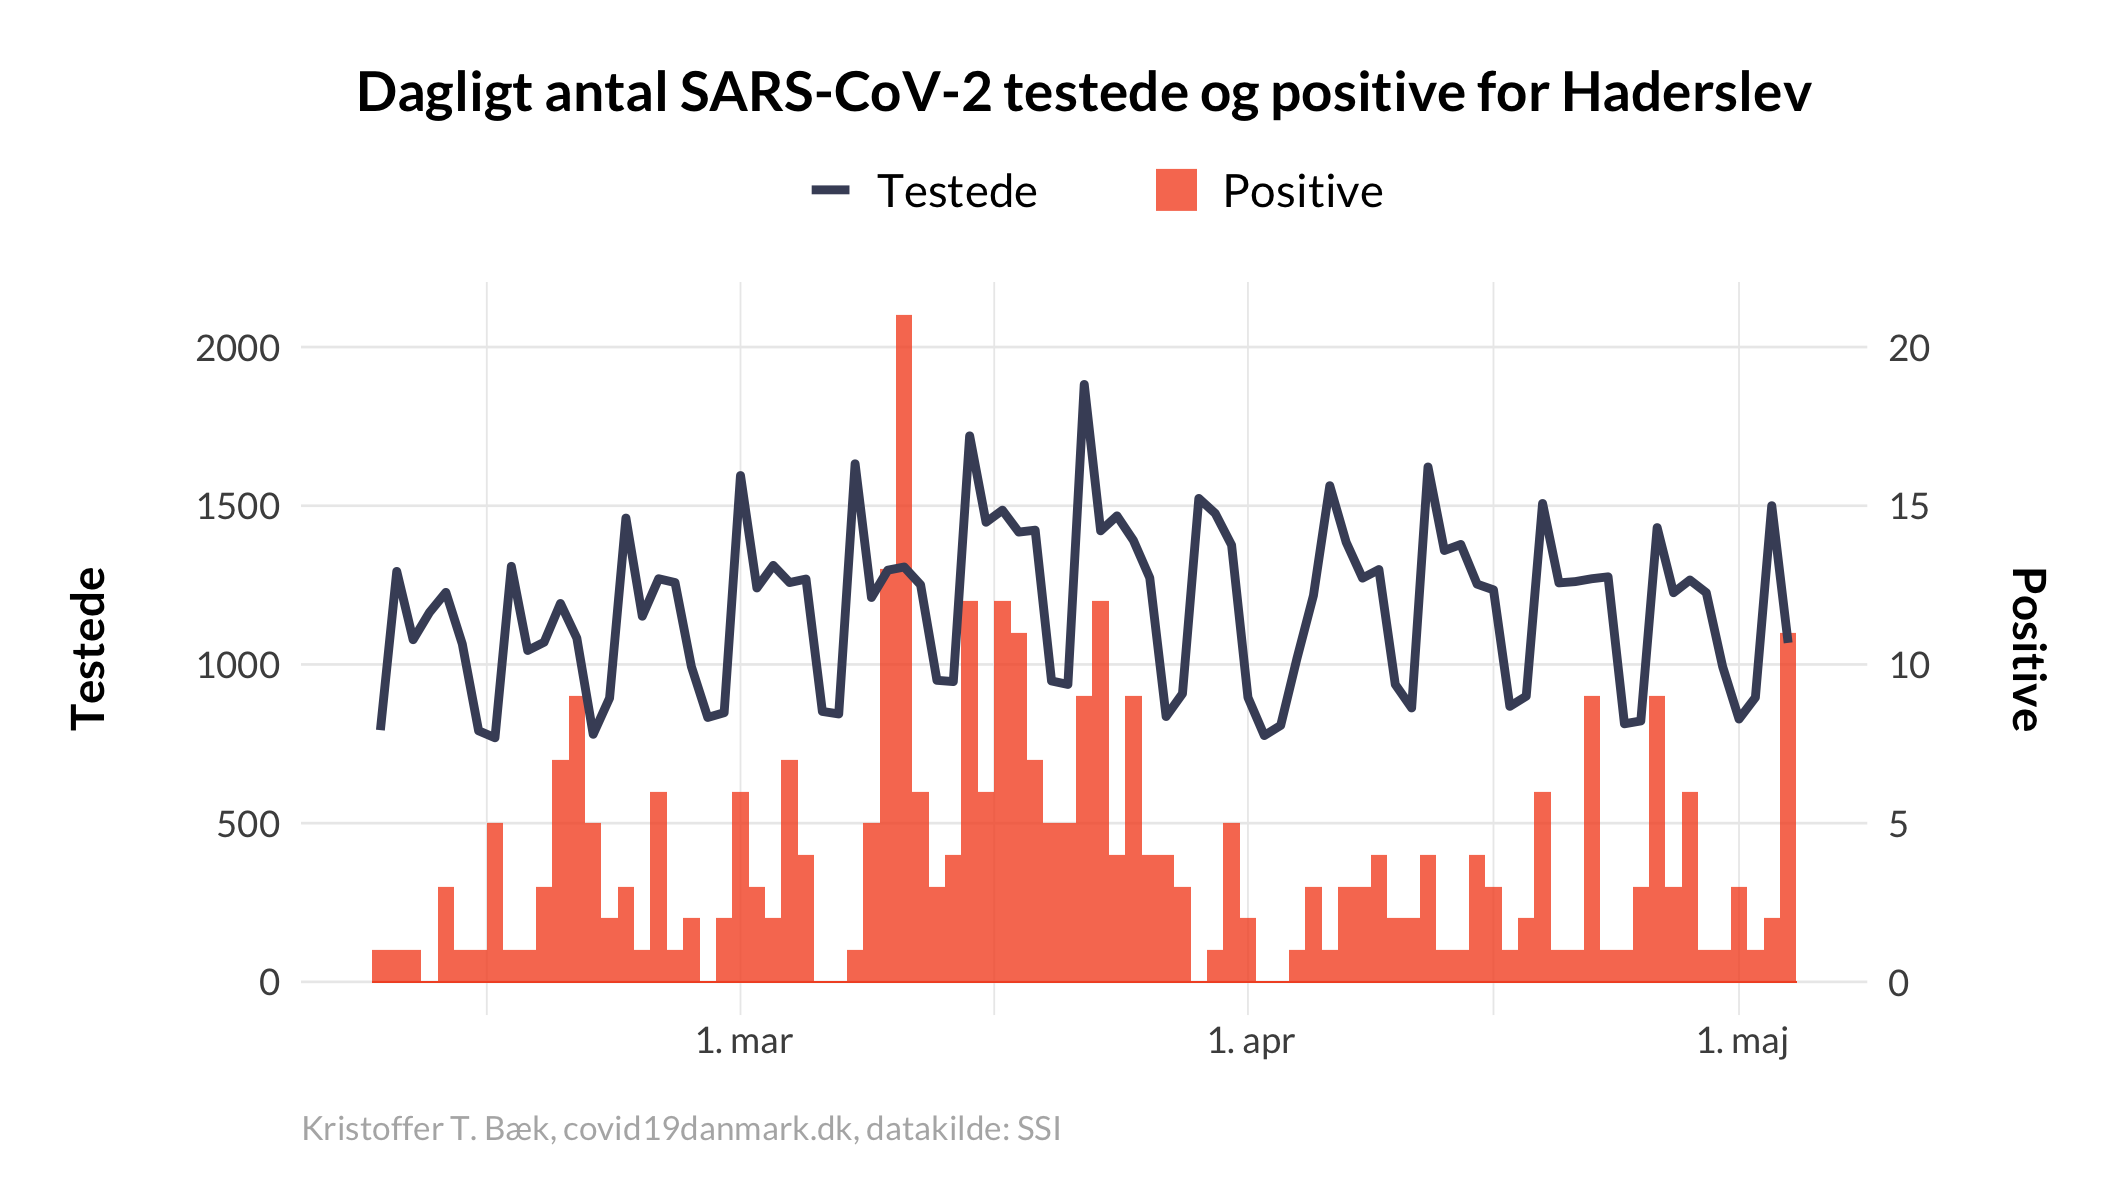 Dagligt antal SARS-CoV-2 testede og positive for Haderslev
Testede
Positive
2000
1500
1000
500
0
20
15
10
5
0
Testede
Positive
1. mar
1. apr
1. maj
Kristoffer T. Bæk, covid19danmark.dk, datakilde: SSI